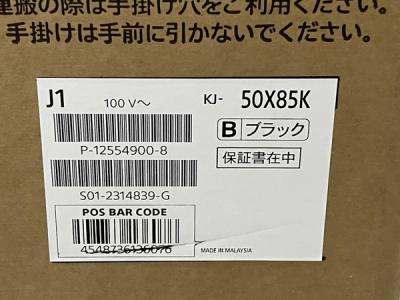 運搬の際は手掛け穴をご利用ください。
手掛けは手前に引かないでください。
J1 100 V～ KJ- 50X85K
B ブラック
P-12554900-8
保証書在中
S01-2314839-G
POS BAR CODE
4548736136076
MADE IN MALAYSIA